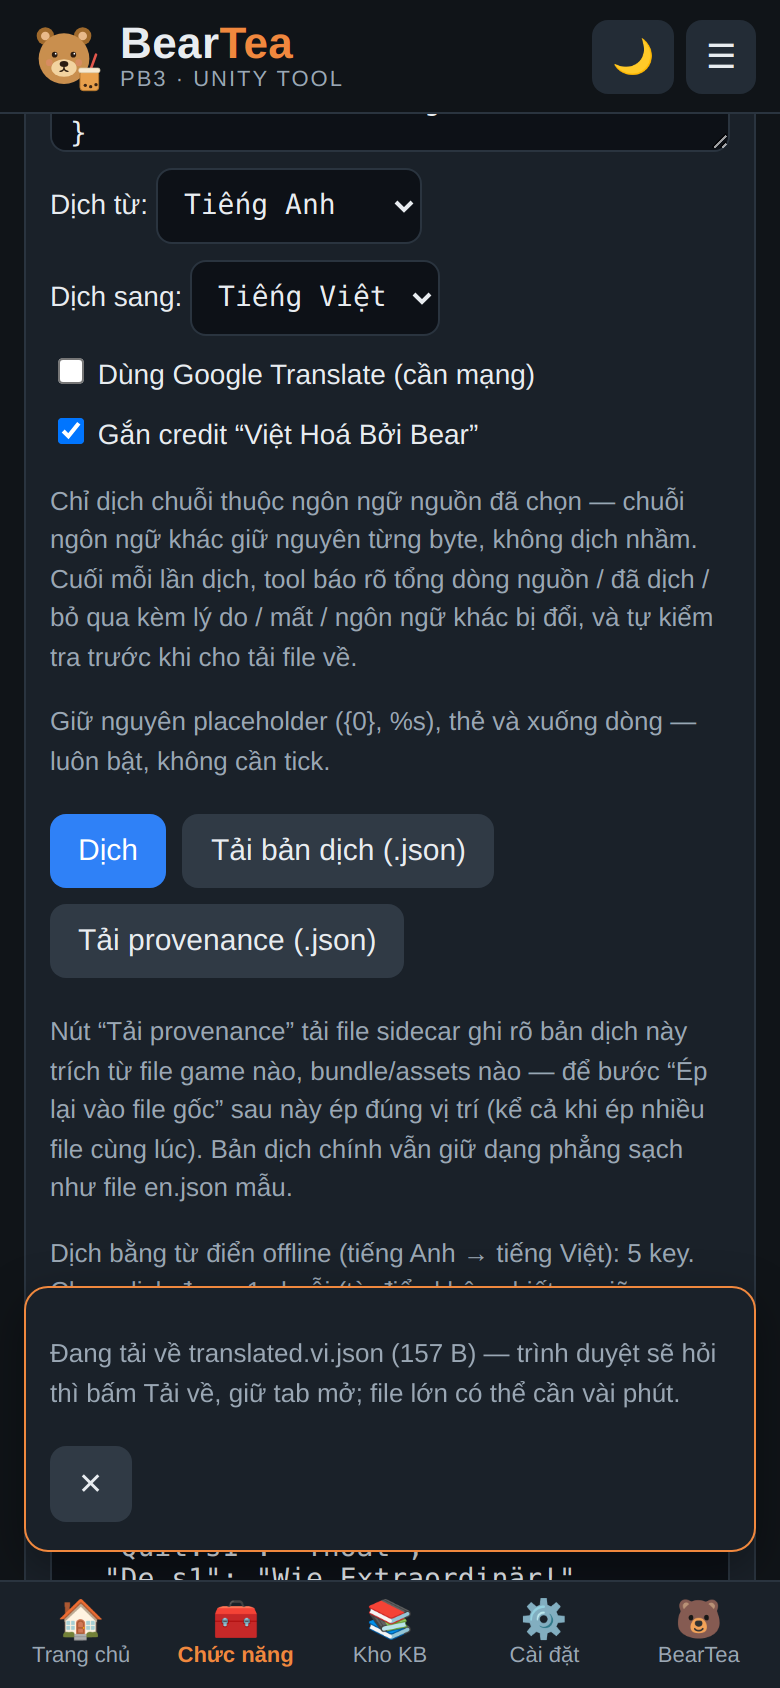 BearTea
PB3 · UNITY TOOL
}
Dịch từ: Tiếng Anh
Dịch sang: Tiếng Việt
Dùng Google Translate (cần mạng)
Gắn credit “Việt Hoá Bởi Bear”
Chỉ dịch chuỗi thuộc ngôn ngữ nguồn đã chọn — chuỗi
ngôn ngữ khác giữ nguyên từng byte, không dịch nhầm.
Cuối mỗi lần dịch, tool báo rõ tổng dòng nguồn / đã dịch /
bỏ qua kèm lý do / mất / ngôn ngữ khác bị đổi, và tự kiểm
tra trước khi cho tải file về.
Giữ nguyên placeholder ({0}, %s), thẻ và xuống dòng —
luôn bật, không cần tick.
Dịch Tải bản dịch (.json)
Tải provenance (.json)
Nút “Tải provenance” tải file sidecar ghi rõ bản dịch này
trích từ file game nào, bundle/assets nào — để bước “Ép
lại vào file gốc” sau này ép đúng vị trí (kể cả khi ép nhiều
file cùng lúc). Bản dịch chính vẫn giữ dạng phẳng sạch
như file en.json mẫu.
Dịch bằng từ điển offline (tiếng Anh → tiếng Việt): 5 key.
Đang tải về translated.vi.json (157 B) — trình duyệt sẽ hỏi
thì bấm Tải về, giữ tab mở; file lớn có thể cần vài phút.
✕
"De.s1": "Wie Extraordinär!"
Trang chủ Chức năng Kho KB Cài đặt BearTea